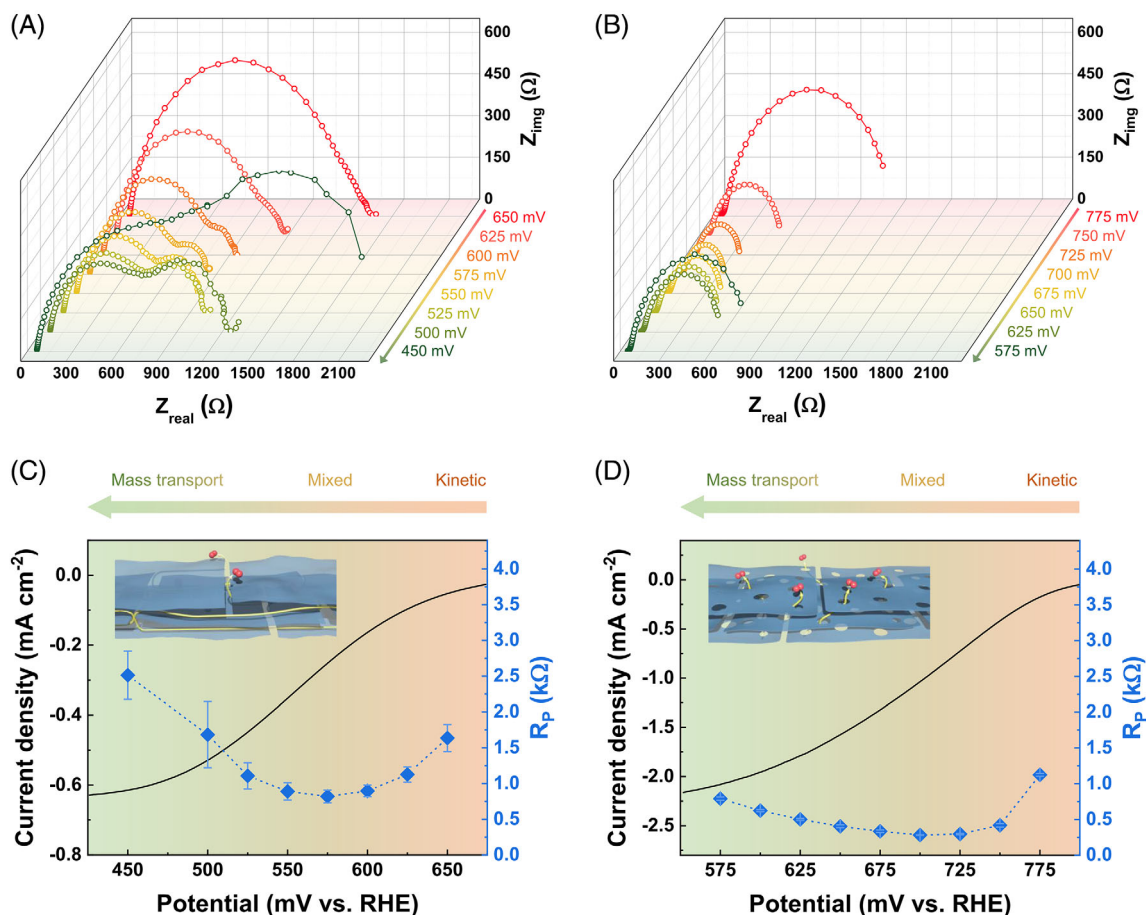 (A)
600
450
300
150
0
Z_img (Ω)
650 mV
625 mV
600 mV
575 mV
550 mV
525 mV
500 mV
450 mV
0 300 600 900 1200 1500 1800 2100
Z_real (Ω)
(B)
600
450
300
150
0
Z_img (Ω)
775 mV
750 mV
725 mV
700 mV
675 mV
650 mV
625 mV
575 mV
0 300 600 900 1200 1500 1800 2100
Z_real (Ω)
(C)
Mass transport Mixed Kinetic
Current density (mA cm⁻²)
0.0
-0.2
-0.4
-0.6
-0.8
4.0
3.5
3.0
2.5
2.0
1.5
1.0
0.5
0.0
R_P (kΩ)
450 500 550 600 650
Potential (mV vs. RHE)
(D)
Mass transport Mixed Kinetic
Current density (mA cm⁻²)
0.0
-0.5
-1.0
-1.5
-2.0
-2.5
4.0
3.5
3.0
2.5
2.0
1.5
1.0
0.5
0.0
R_P (kΩ)
575 625 675 725 775
Potential (mV vs. RHE)